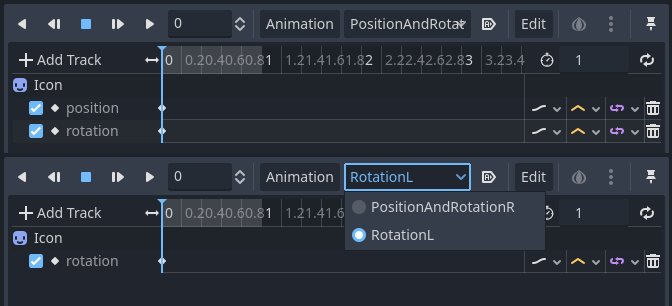 0 Animation PositionAndRotat Edit
Add Track 0 0.20.40.60.81 1.21.41.61.82 2.22.42.62.83 3.23.4 1
Icon
position
rotation
0 Animation RotationL Edit
Add Track 0 0.20.40.60.81 1.21.41.6 1
PositionAndRotationR
Icon
RotationL
rotation